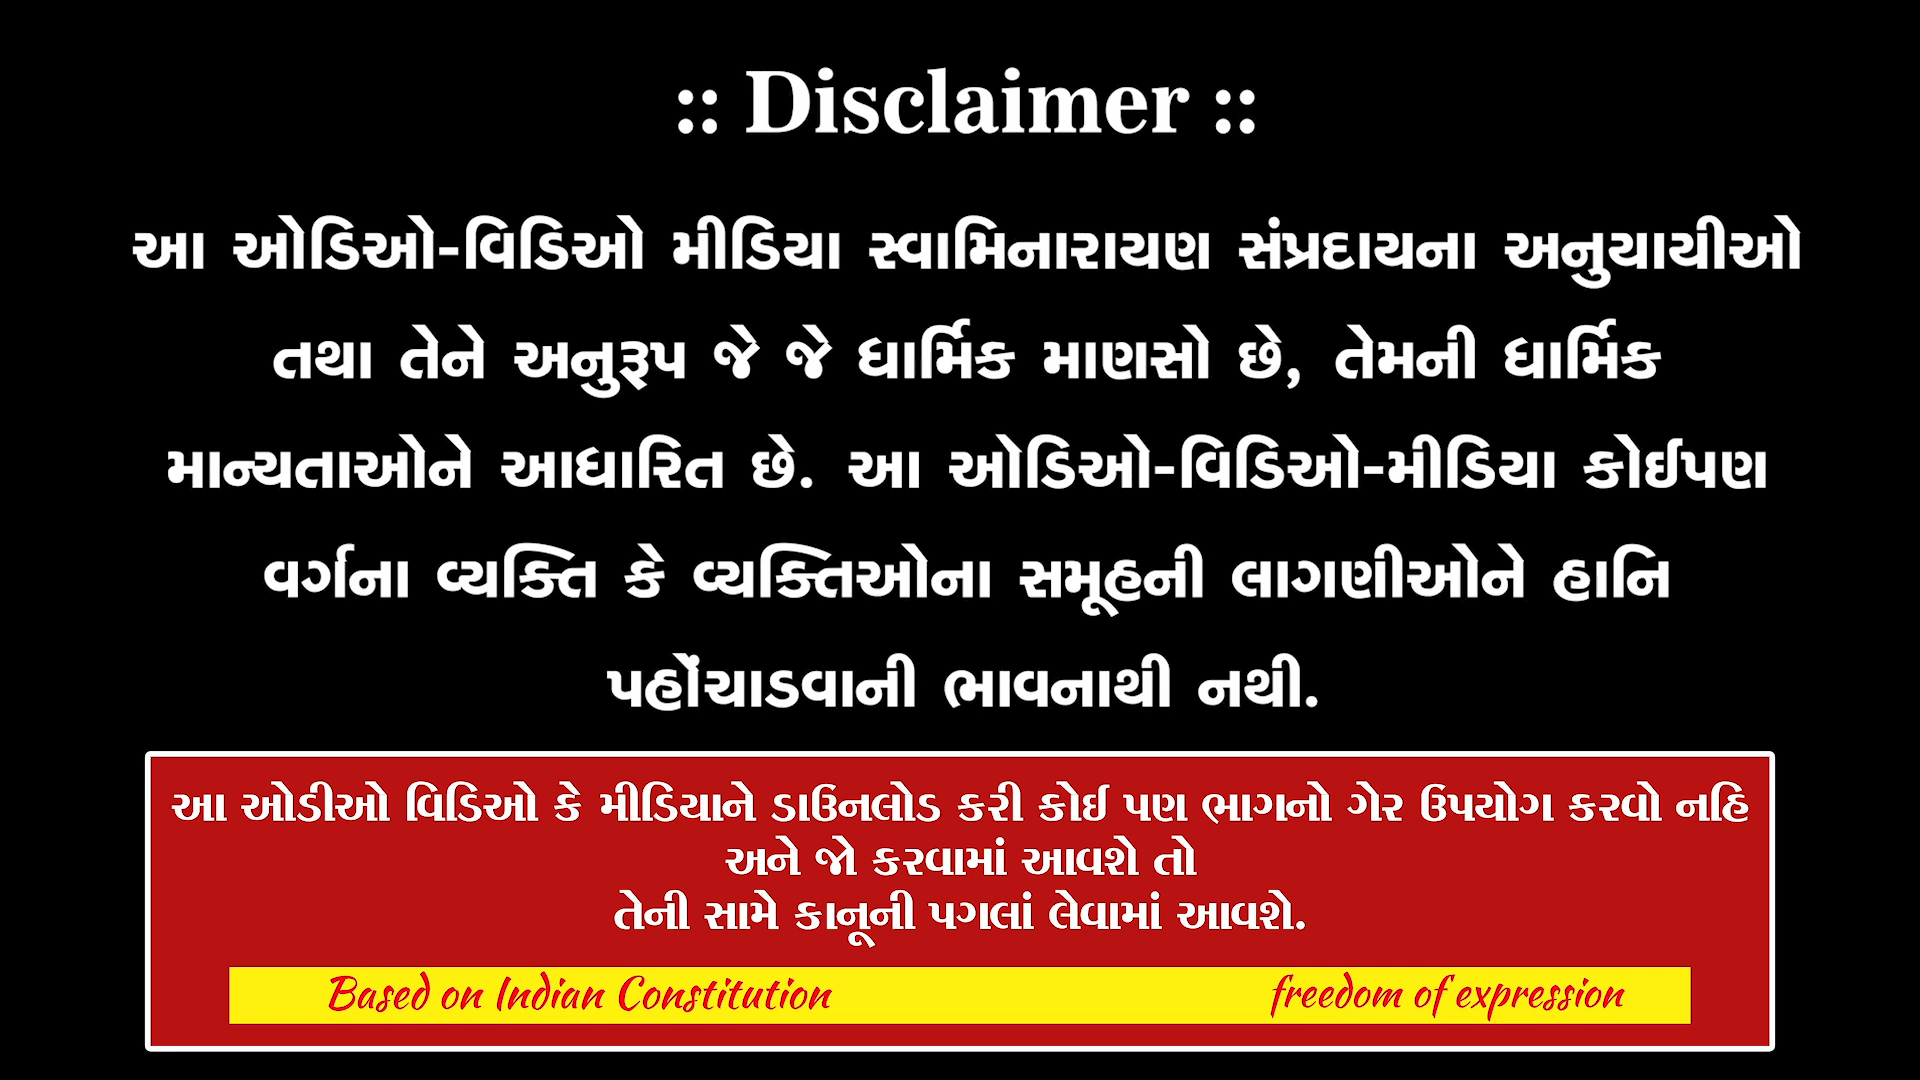 :: Disclaimer ::
આ ઓડિઓ-વિડિઓ મીડિયા સ્વામિનારાયણ સંપ્રદાયના અનુયાયીઓ
તથા તેને અનુરૂપ જે જે ધાર્મિક માણસો છે, તેમની ધાર્મિક
માન્યતાઓને આધારિત છે. આ ઓડિઓ-વિડિઓ-મીડિયા કોઈપણ
વર્ગના વ્યક્તિ કે વ્યક્તિઓના સમૂહની લાગણીઓને હાનિ
પહોંચાડવાની ભાવનાથી નથી.
આ ઓડીઓ વિડિઓ કે મીડિયાને ડાઉનલોડ કરી કોઈ પણ ભાગનો ગેર ઉપયોગ કરવો નહિ
અને જો કરવામાં આવશે તો
તેની સામે કાનૂની પગલાં લેવામાં આવશે.
Based on Indian Constitution freedom of expression